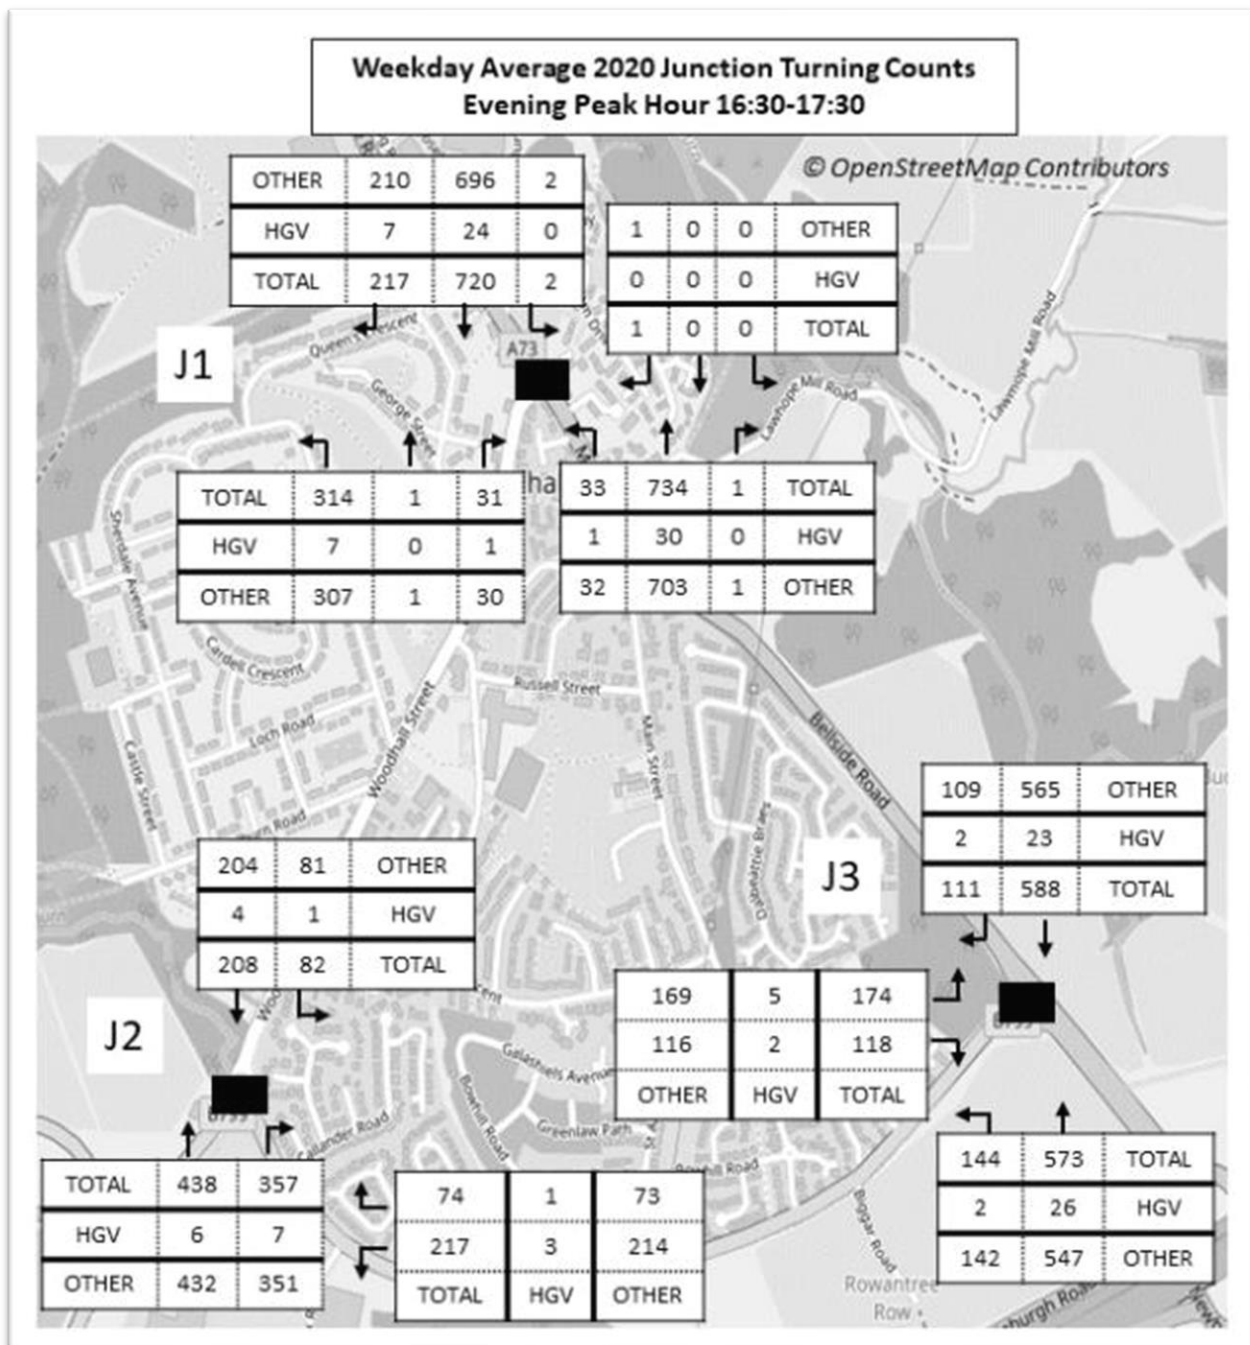 Weekday Average 2020 Junction Turning Counts
Evening Peak Hour 16:30-17:30
© OpenStreetMap Contributors
OTHER 210 696 2
HGV 7 24 0
TOTAL 217 720 2
1 0 0 OTHER
0 0 0 HGV
1 0 0 TOTAL
J1
A73
Queen's Crescent
George Street
Lawhope Mill Road
Lawhope Mill Road
TOTAL 314 1 31
HGV 7 0 1
OTHER 307 1 30
33 734 1 TOTAL
1 30 0 HGV
32 703 1 OTHER
Sherdale Avenue
Cardell Crescent
Russell Street
Loch Road
Woodhall Street
Main Street
Bellside Road
Castle Street
Road
Dalbeattie Braes
204 81 OTHER
4 1 HGV
208 82 TOTAL
J3
109 565 OTHER
2 23 HGV
111 588 TOTAL
J2
169 5 174
116 2 118
OTHER HGV TOTAL
Galashiels Avenue
Bowhill Road
Greenlaw Path
Callander Road
Bowhill Road
144 573 TOTAL
2 26 HGV
142 547 OTHER
TOTAL 438 357
HGV 6 7
OTHER 432 351
74 1 73
217 3 214
TOTAL HGV OTHER
Biggar Road
Rowantree
Row